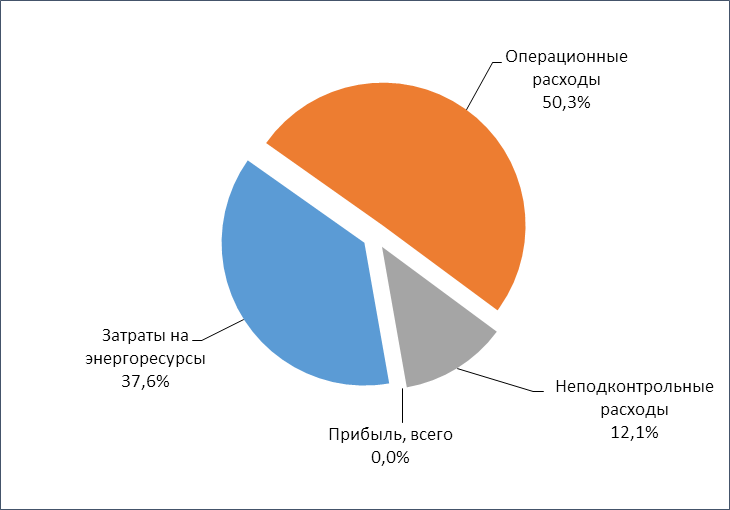 Операционные
расходы
50,3%
Затраты на
энергоресурсы
37,6%
Неподконтрольные
расходы
12,1%
Прибыль, всего
0,0%